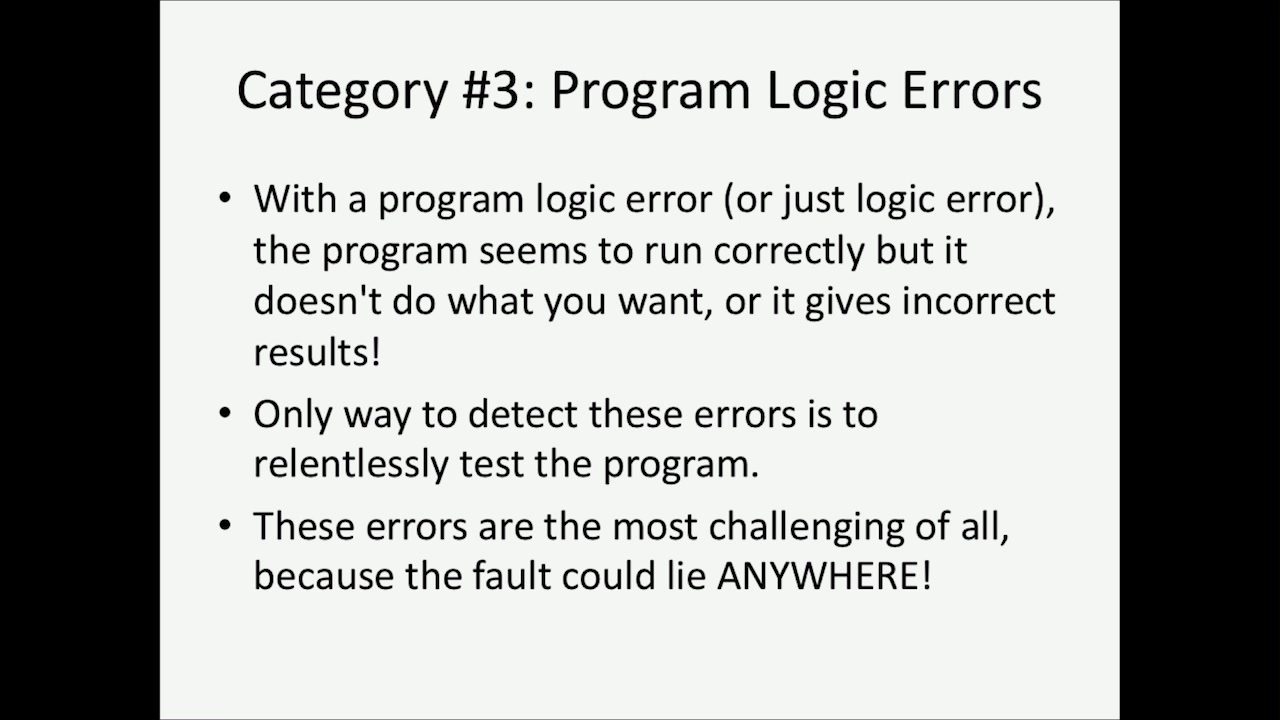 Category #3: Program Logic Errors
• With a program logic error (or just logic error),
the program seems to run correctly but it
doesn't do what you want, or it gives incorrect
results!
• Only way to detect these errors is to
relentlessly test the program.
• These errors are the most challenging of all,
because the fault could lie ANYWHERE!